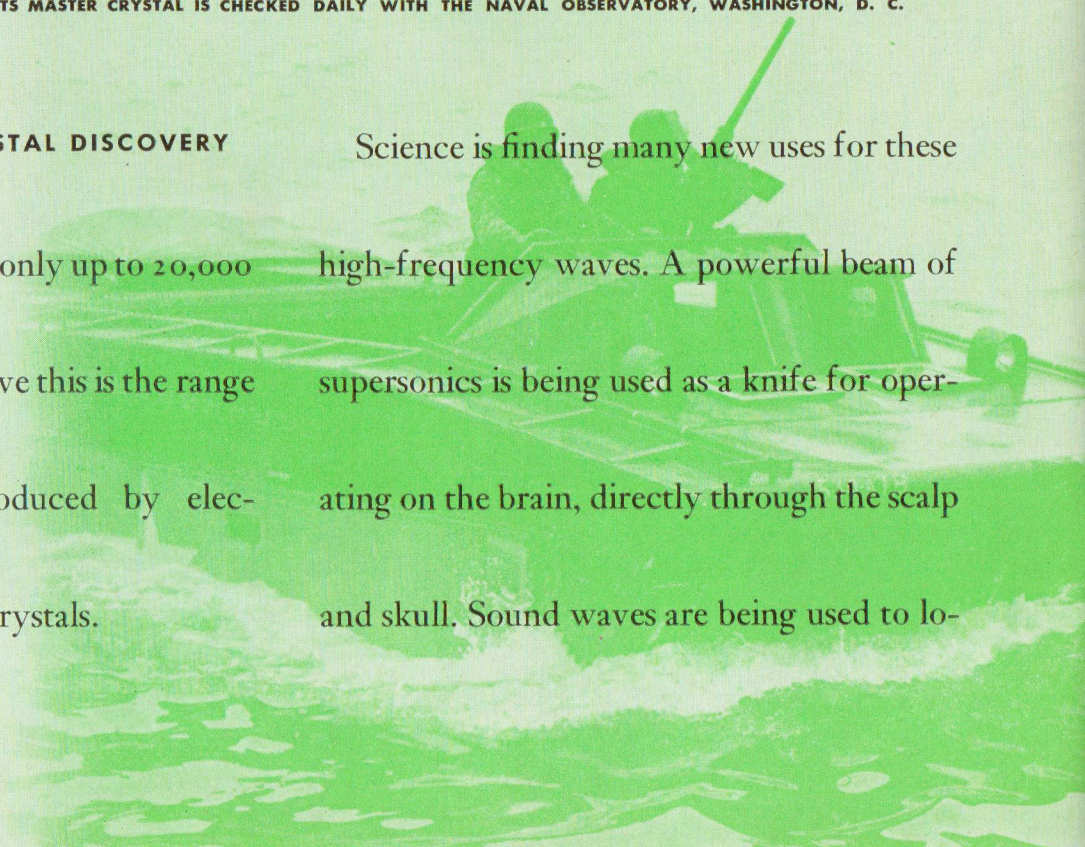 TS MASTER CRYSTAL IS CHECKED DAILY WITH THE NAVAL OBSERVATORY, WASHINGTON, D. C.
STAL DISCOVERY
only up to 20,000
ve this is the range
oduced by elec-
rystals.
Science is finding many new uses for these
high-frequency waves. A powerful beam of
supersonics is being used as a knife for oper-
ating on the brain, directly through the scalp
and skull. Sound waves are being used to lo-